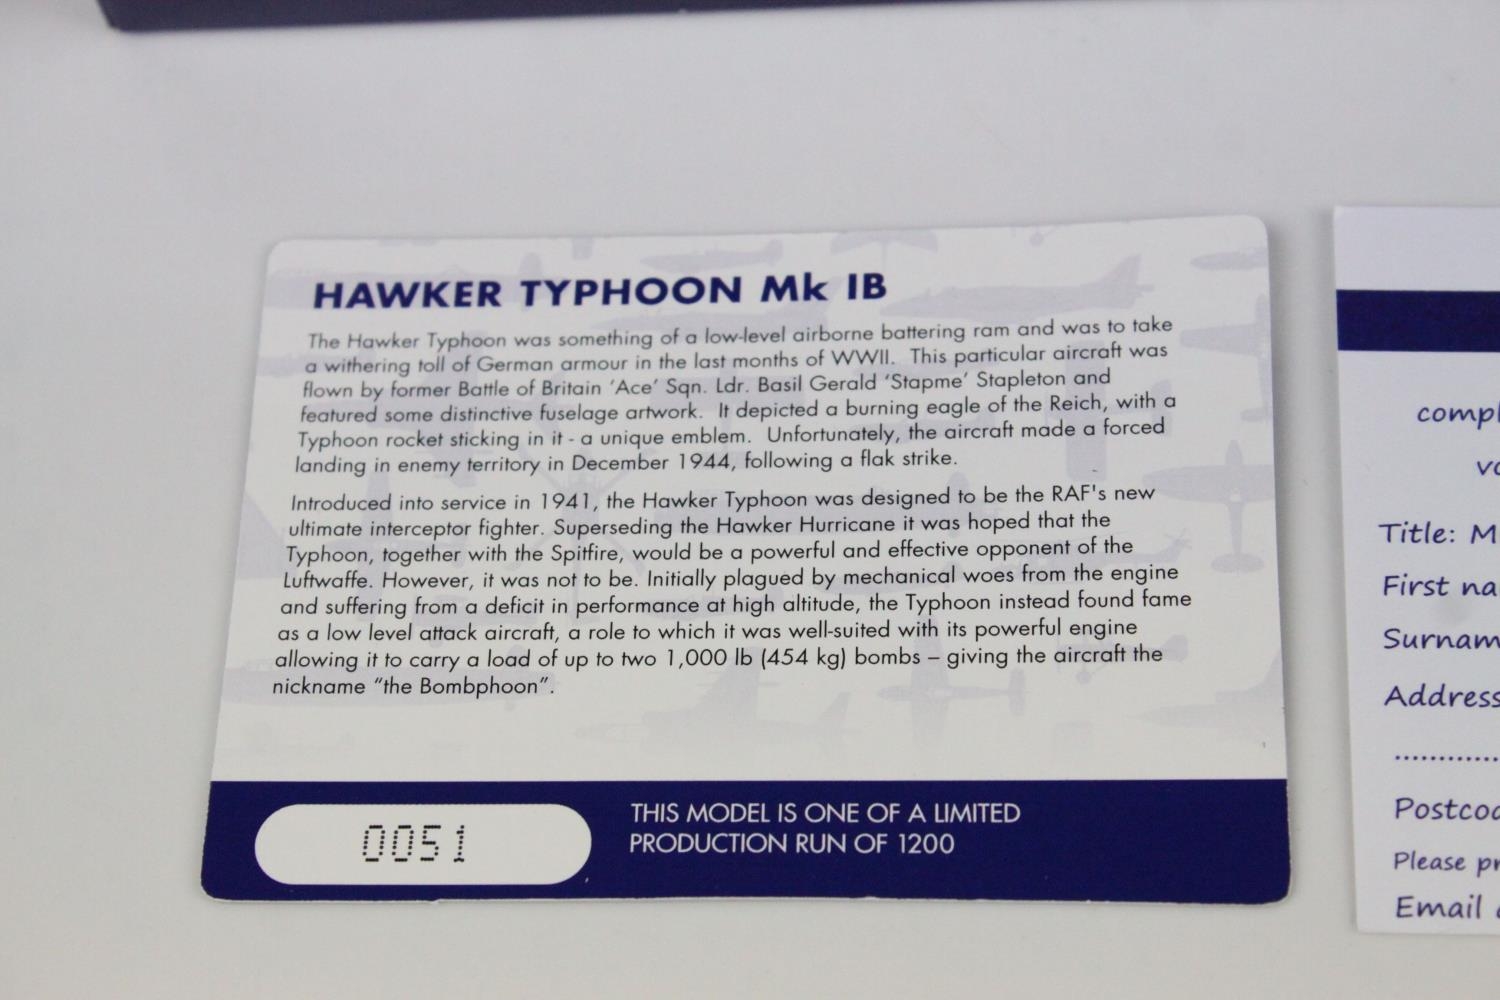 HAWKER TYPHOON Mk IB
The Hawker Typhoon was something of a low-level airborne battering ram and was to take
a withering toll of German armour in the last months of WWII. This particular aircraft was
flown by former Battle of Britain ‘Ace’ Sqn. Ldr. Basil Gerald ‘Stapme’ Stapleton and
featured some distinctive fuselage artwork. It depicted a burning eagle of the Reich, with a
Typhoon rocket sticking in it - a unique emblem. Unfortunately, the aircraft made a forced
landing in enemy territory in December 1944, following a flak strike.
Introduced into service in 1941, the Hawker Typhoon was designed to be the RAF's new
ultimate interceptor fighter. Superseding the Hawker Hurricane it was hoped that the
Typhoon, together with the Spitfire, would be a powerful and effective opponent of the
Luftwaffe. However, it was not to be. Initially plagued by mechanical woes from the engine
and suffering from a deficit in performance at high altitude, the Typhoon instead found fame
as a low level attack aircraft, a role to which it was well-suited with its powerful engine
allowing it to carry a load of up to two 1,000 lb (454 kg) bombs – giving the aircraft the
nickname “the Bombphoon”.
0051
THIS MODEL IS ONE OF A LIMITED
PRODUCTION RUN OF 1200
Title:
First
Address
Please
Email